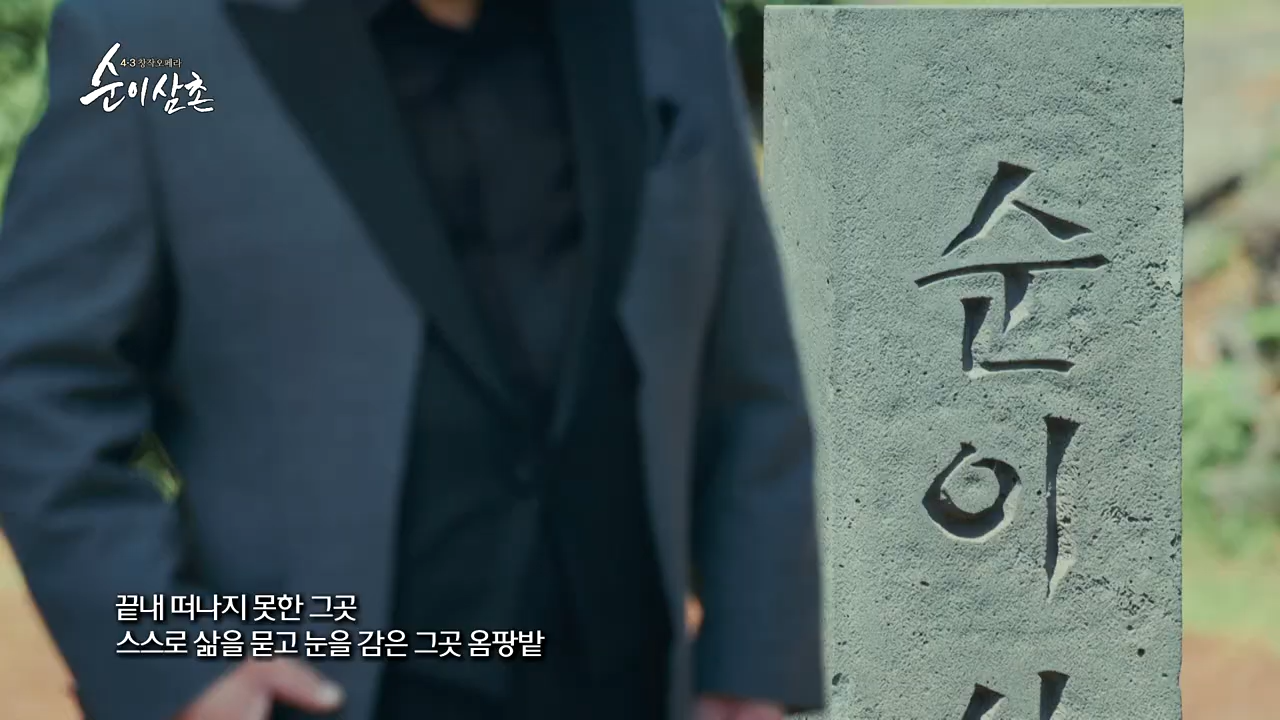 4·3 창작오페라
순이삼촌
순
이
끝내 떠나지 못한 그곳
스스로 삶을 묻고 눈을 감은 그곳 옴팡밭